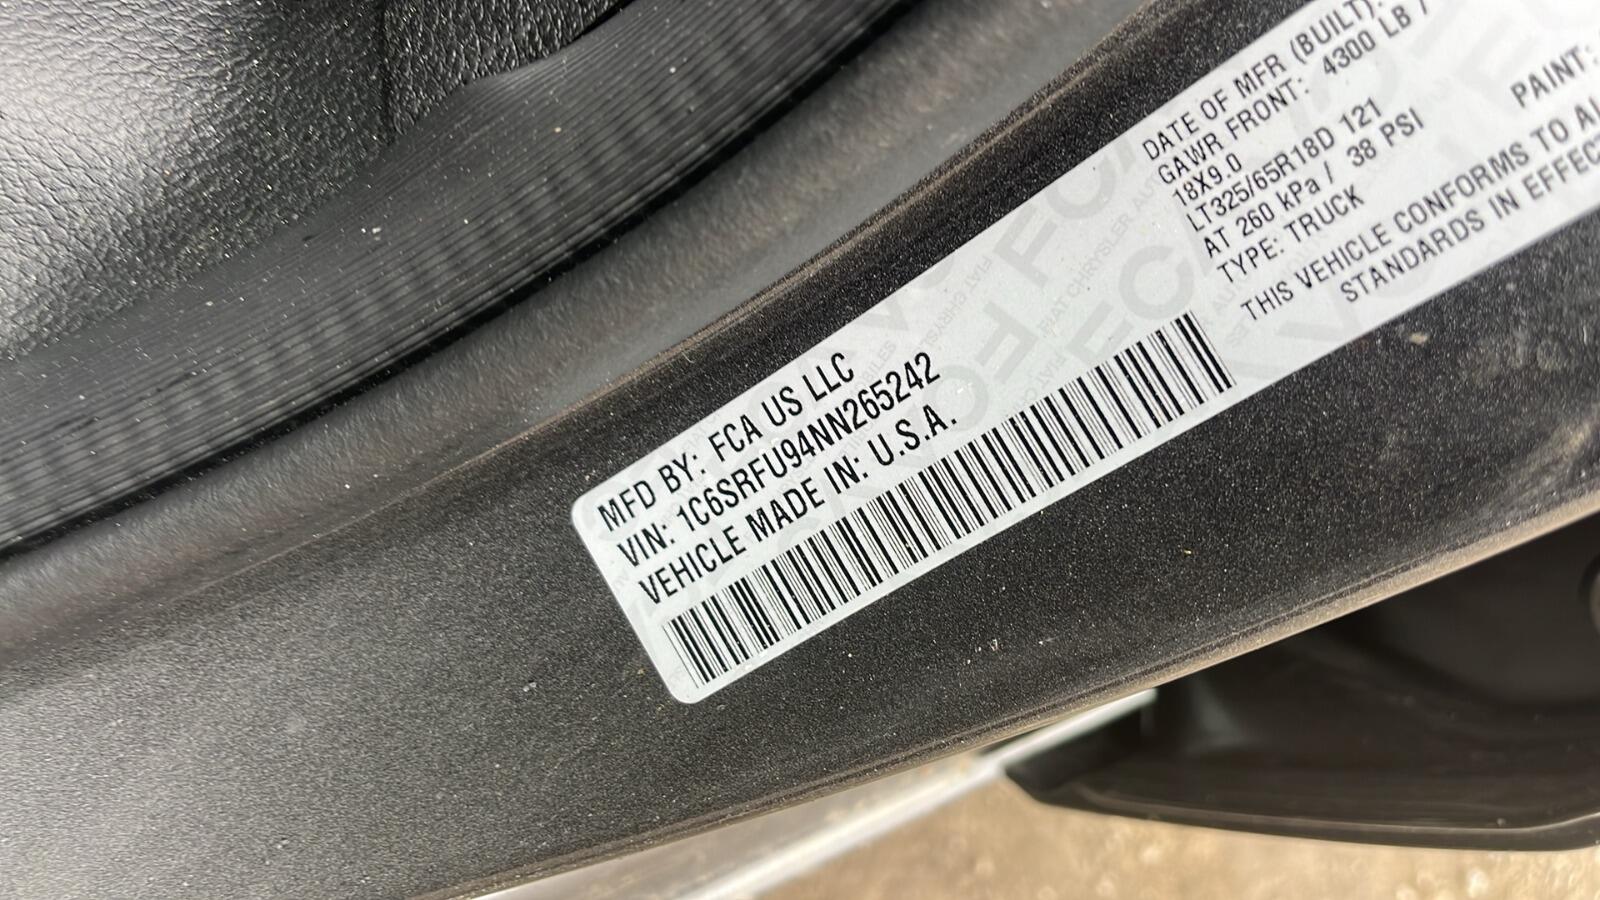 MFD BY: FCA US LLC
VIN: 1C6SRFU94NN265242
VEHICLE MADE IN: U.S.A.
DATE OF MFR (BUILT):
GAWR FRONT: 4300 LB /
18X9.0
LT325/65R18D 121
AT 260 kPa / 38 PSI
TYPE: TRUCK
PAINT:
THIS VEHICLE CONFORMS TO
STANDARDS IN EFFECT